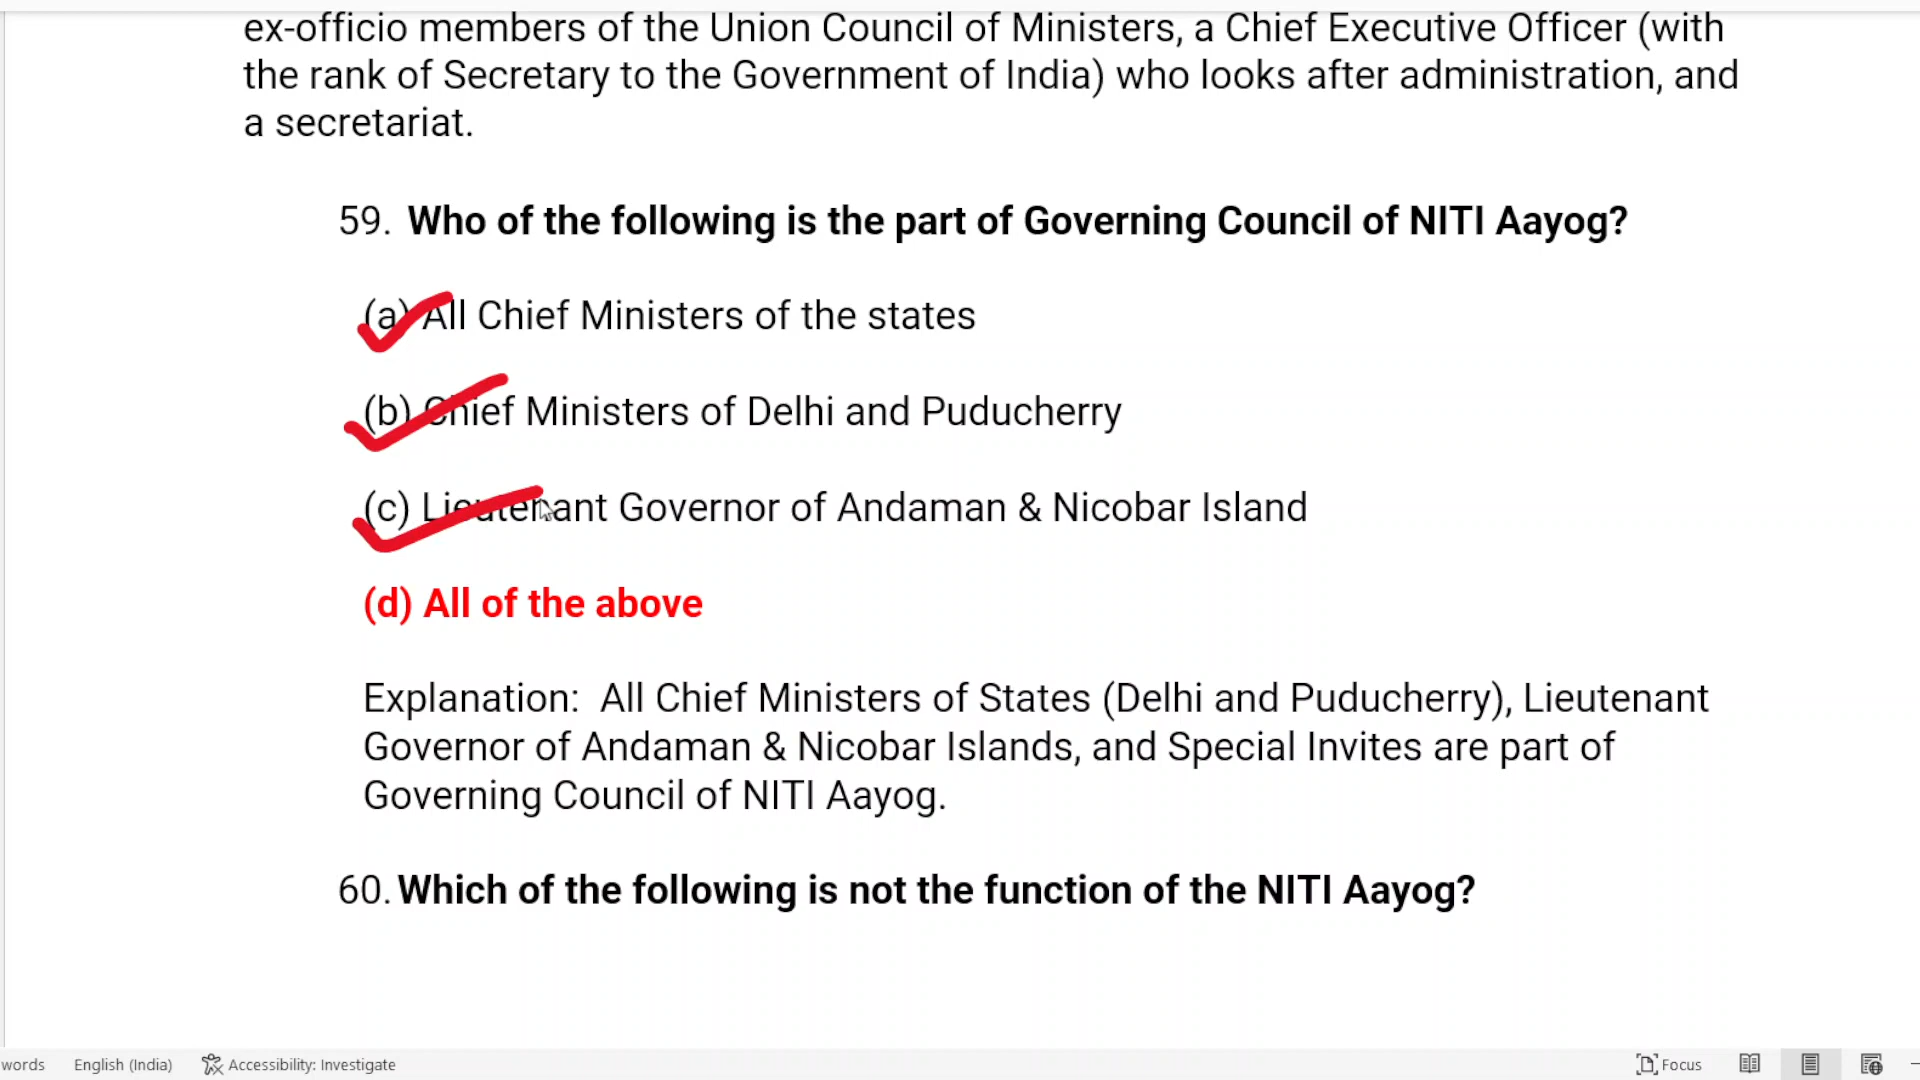 ex-officio members of the Union Council of Ministers, a Chief Executive Officer (with
the rank of Secretary to the Government of India) who looks after administration, and
a secretariat.
59. Who of the following is the part of Governing Council of NITI Aayog?
(a) All Chief Ministers of the states
(b) Chief Ministers of Delhi and Puducherry
(c) Lieutenant Governor of Andaman & Nicobar Island
(d) All of the above
Explanation: All Chief Ministers of States (Delhi and Puducherry), Lieutenant
Governor of Andaman & Nicobar Islands, and Special Invites are part of
Governing Council of NITI Aayog.
60. Which of the following is not the function of the NITI Aayog?
words English (India) Accessibility: Investigate Focus